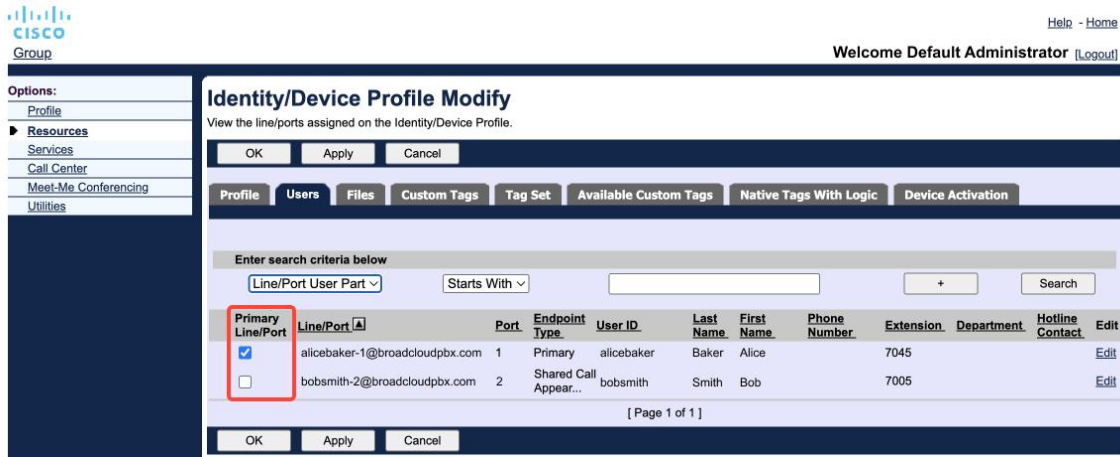 CISCO
Help - Home
Group
Welcome Default Administrator [Logout]
Options:
Profile
Resources
Services
Call Center
Meet-Me Conferencing
Utilities
Identity/Device Profile Modify
View the line/ports assigned on the Identity/Device Profile.
OK Apply Cancel
Profile Users Files Custom Tags Tag Set Available Custom Tags Native Tags With Logic Device Activation
Enter search criteria below
Line/Port User Part Starts With + Search
Primary Line/Port Line/Port Port Endpoint Type User ID Last Name First Name Phone Number Extension Department Hotline Contact Edit
alicebaker-1@broadcloudpbx.com 1 Primary alicebaker Baker Alice 7045 Edit
bobsmith-2@broadcloudpbx.com 2 Shared Call Appear... bobsmith Smith Bob 7005 Edit
[ Page 1 of 1 ]
OK Apply Cancel